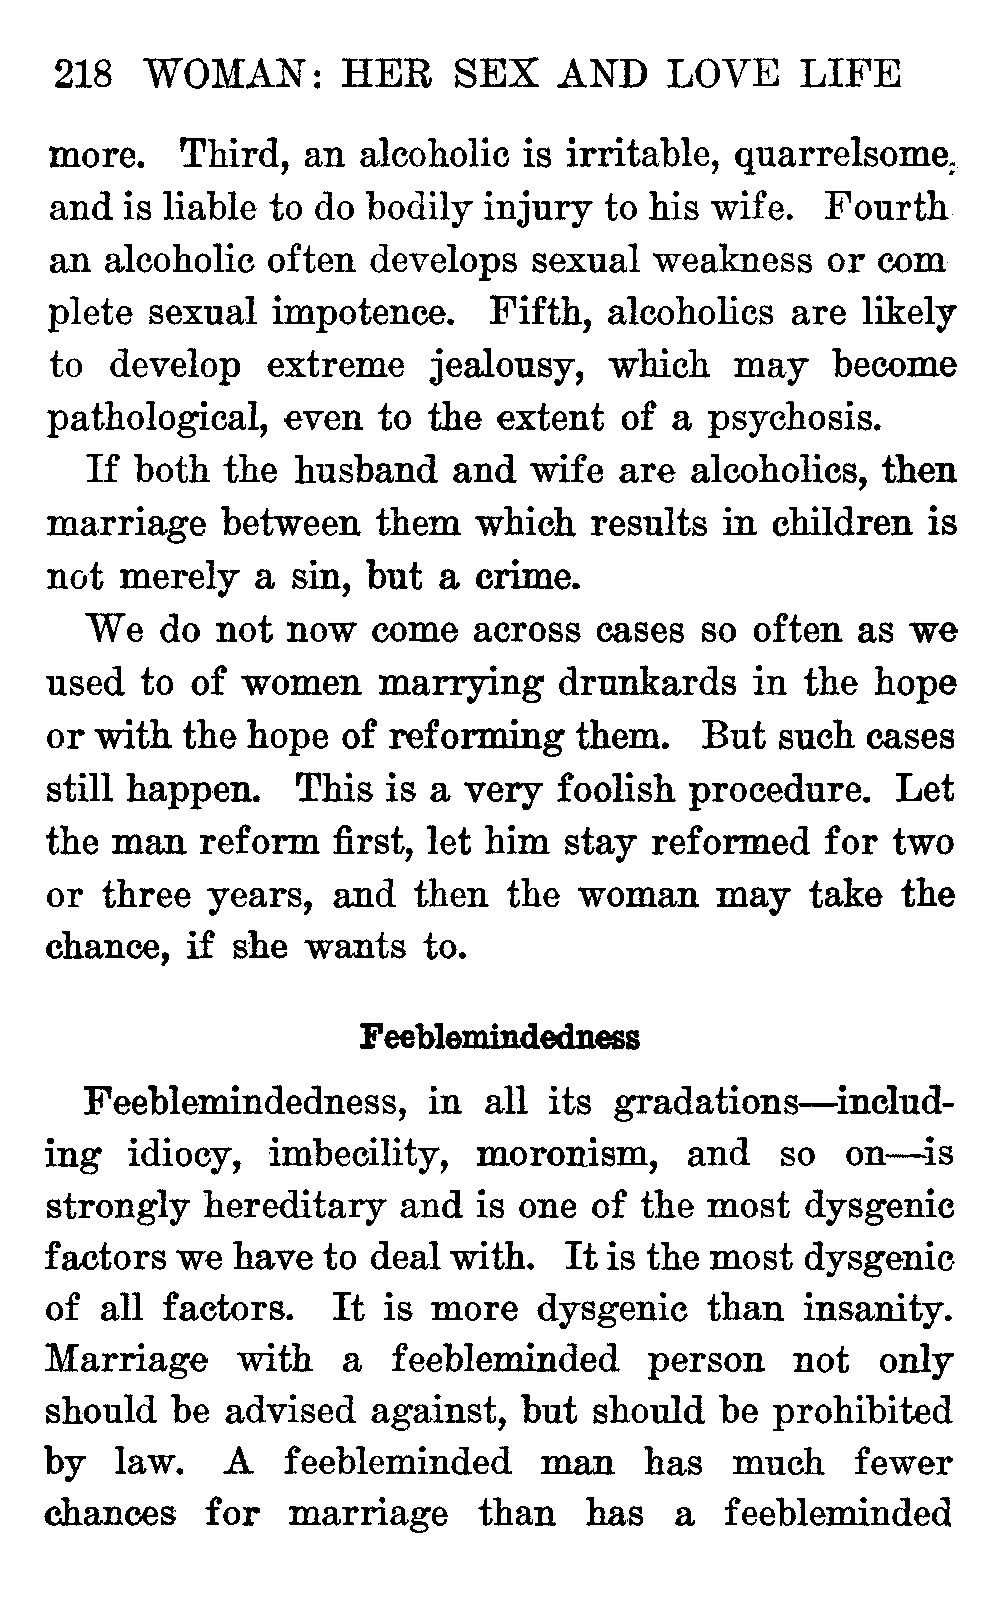 218 WOMAN: HER SEX AND LOVE LIFE
more. Third, an alcoholic is irritable, quarrelsome,
and is liable to do bodily injury to his wife. Fourth
an alcoholic often develops sexual weakness or com
plete sexual impotence. Fifth, alcoholics are likely
to develop extreme jealousy, which may become
pathological, even to the extent of a psychosis.
If both the husband and wife are alcoholics, then
marriage between them which results in children is
not merely a sin, but a crime.
We do not now come across cases so often as we
used to of women marrying drunkards in the hope
or with the hope of reforming them. But such cases
still happen. This is a very foolish procedure. Let
the man reform first, let him stay reformed for two
or three years, and then the woman may take the
chance, if she wants to.
Feeblemindedness
Feeblemindedness, in all its gradations—includ-
ing idiocy, imbecility, moronism, and so on—is
strongly hereditary and is one of the most dysgenic
factors we have to deal with. It is the most dysgenic
of all factors. It is more dysgenic than insanity.
Marriage with a feebleminded person not only
should be advised against, but should be prohibited
by law. A feebleminded man has much fewer
chances for marriage than has a feebleminded